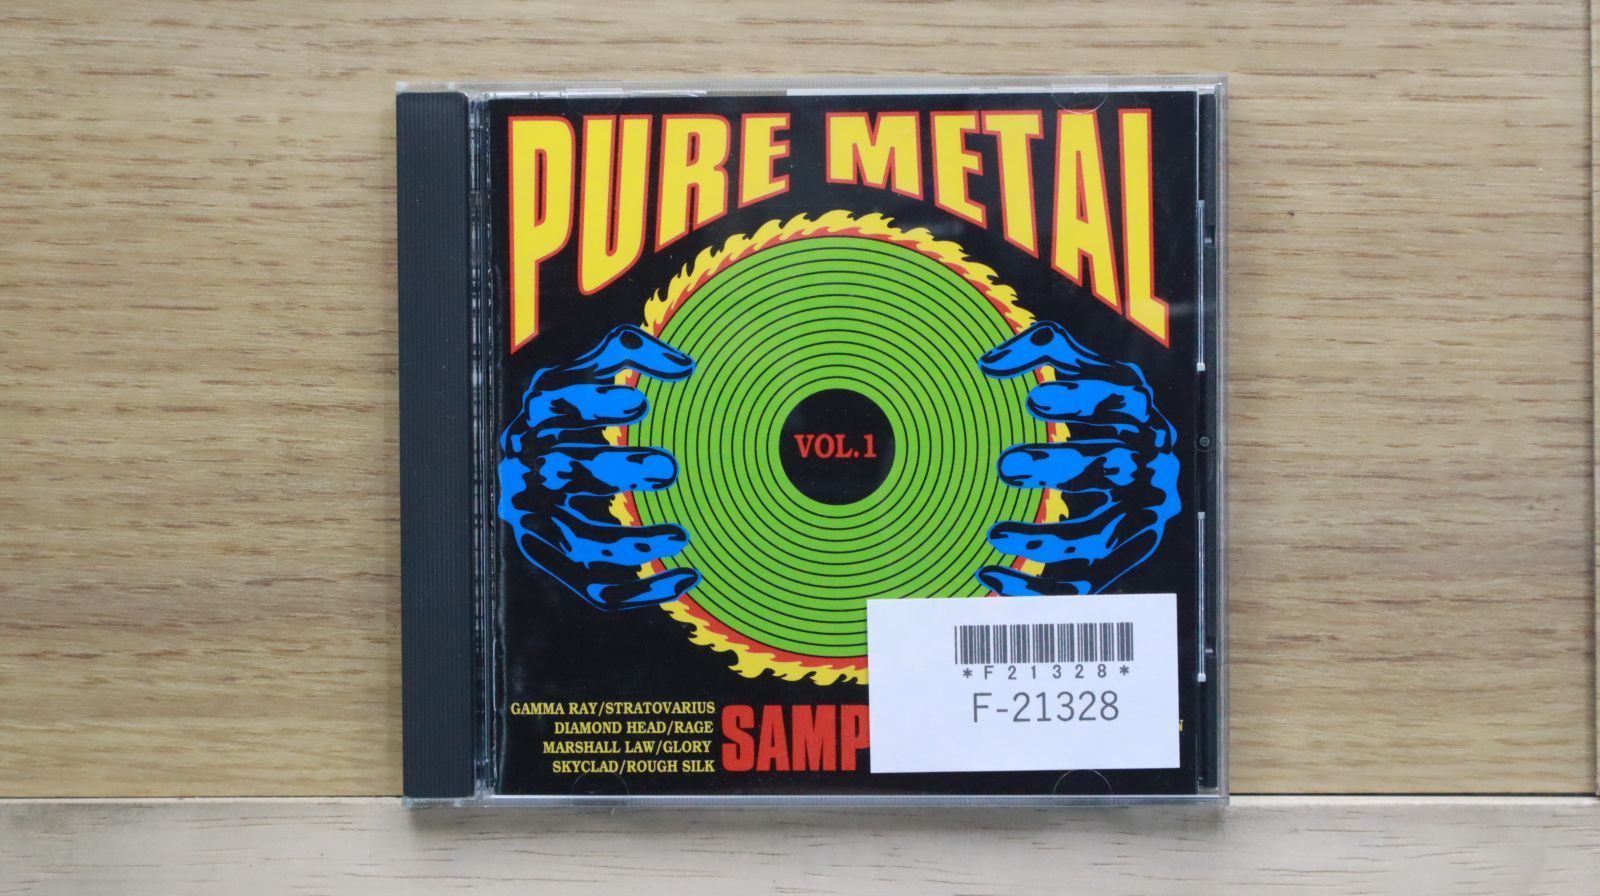 PURE METAL
VOL.1
GAMMA RAY/STRATOVARIUS
DIAMOND HEAD/RAGE
MARSHALL LAW/GLORY
SKYCLAD/ROUGH SILK
SAMP
*F21328*
F-21328